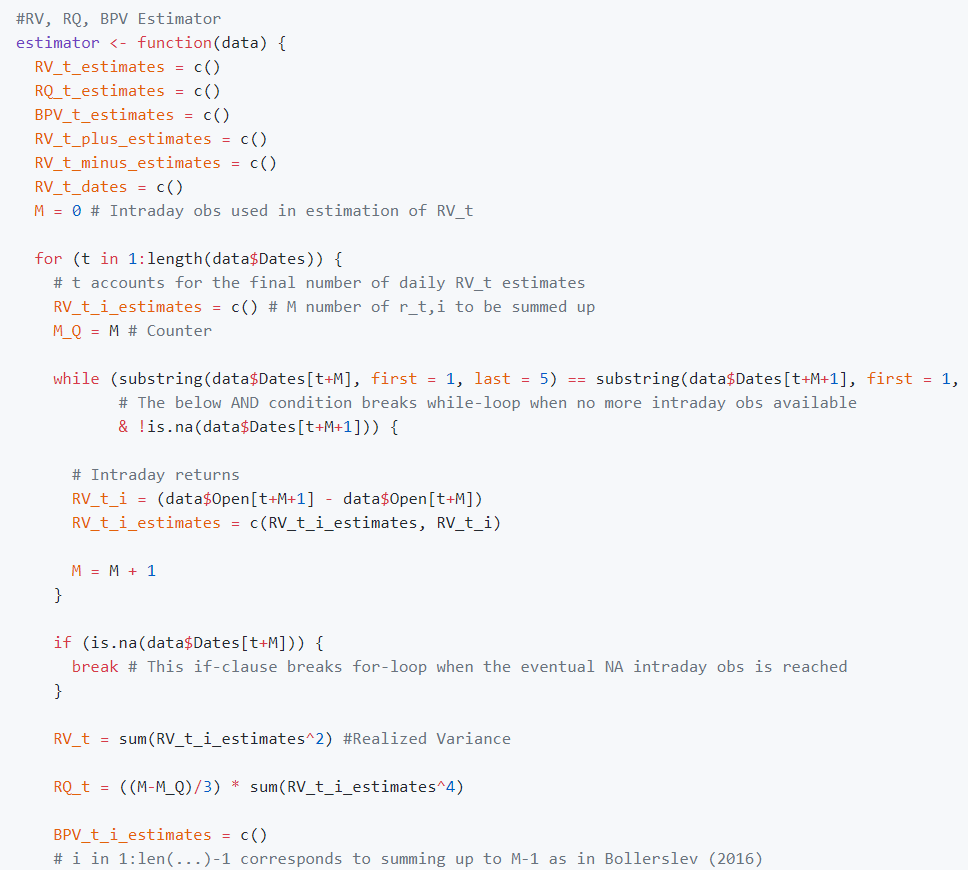 #RV, RQ, BPV Estimator
estimator <- function(data) {
  RV_t_estimates = c()
  RQ_t_estimates = c()
  BPV_t_estimates = c()
  RV_t_plus_estimates = c()
  RV_t_minus_estimates = c()
  RV_t_dates = c()
  M = 0 # Intraday obs used in estimation of RV_t

  for (t in 1:length(data$Dates)) {
    # t accounts for the final number of daily RV_t estimates
    RV_t_i_estimates = c() # M number of r_t,i to be summed up
    M_Q = M # Counter

    while (substring(data$Dates[t+M], first = 1, last = 5) == substring(data$Dates[t+M+1], first = 1,
           # The below AND condition breaks while-loop when no more intraday obs available
           & !is.na(data$Dates[t+M+1])) {

      # Intraday returns
      RV_t_i = (data$Open[t+M+1] - data$Open[t+M])
      RV_t_i_estimates = c(RV_t_i_estimates, RV_t_i)

      M = M + 1
    }

    if (is.na(data$Dates[t+M])) {
      break # This if-clause breaks for-loop when the eventual NA intraday obs is reached
    }

    RV_t = sum(RV_t_i_estimates^2) #Realized Variance

    RQ_t = ((M-M_Q)/3) * sum(RV_t_i_estimates^4)

    BPV_t_i_estimates = c()
    # i in 1:len(...)-1 corresponds to summing up to M-1 as in Bollerslev (2016)